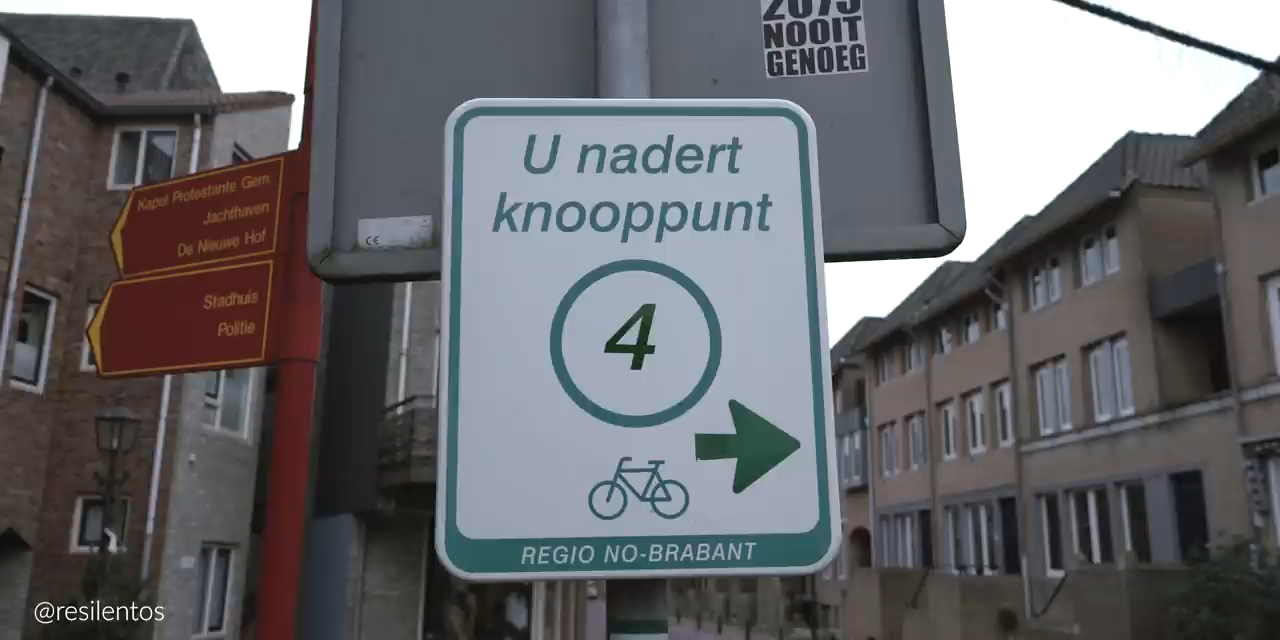 2073
NOOIT
GENOEG
U nadert
knooppunt
4
REGIO NO-BRABANT
Kapel Protestante Gem.
Jachthaven
De Nieuwe Hof
Stadhuis
Politie
CE
@resilentos